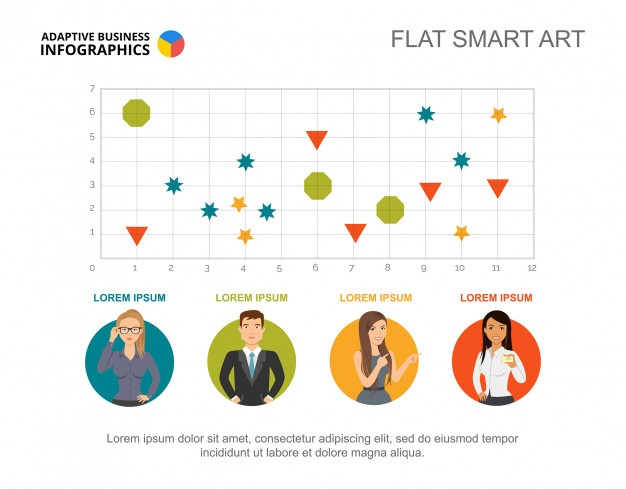 ADAPTIVE BUSINESS
INFOGRAPHICS
FLAT SMART ART
7
6
5
4
3
2
1
0 1 2 3 4 5 6 7 8 9 10 11 12
LOREM IPSUM LOREM IPSUM LOREM IPSUM LOREM IPSUM
Lorem ipsum dolor sit amet, consectetur adipiscing elit, sed do eiusmod tempor
incididunt ut labore et dolore magna aliqua.